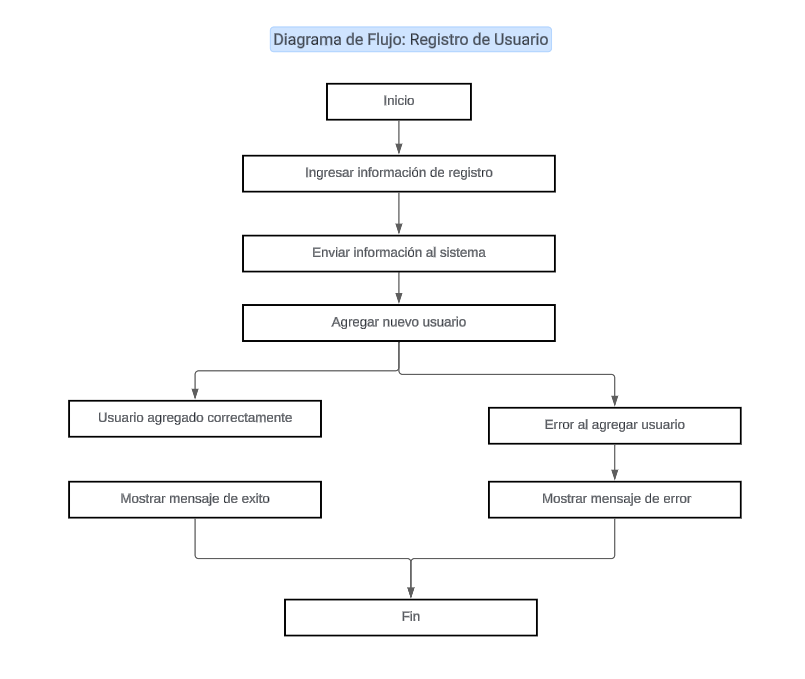 Diagrama de Flujo: Registro de Usuario
Inicio
Ingresar información de registro
Enviar información al sistema
Agregar nuevo usuario
Usuario agregado correctamente
Error al agregar usuario
Mostrar mensaje de exito
Mostrar mensaje de error
Fin